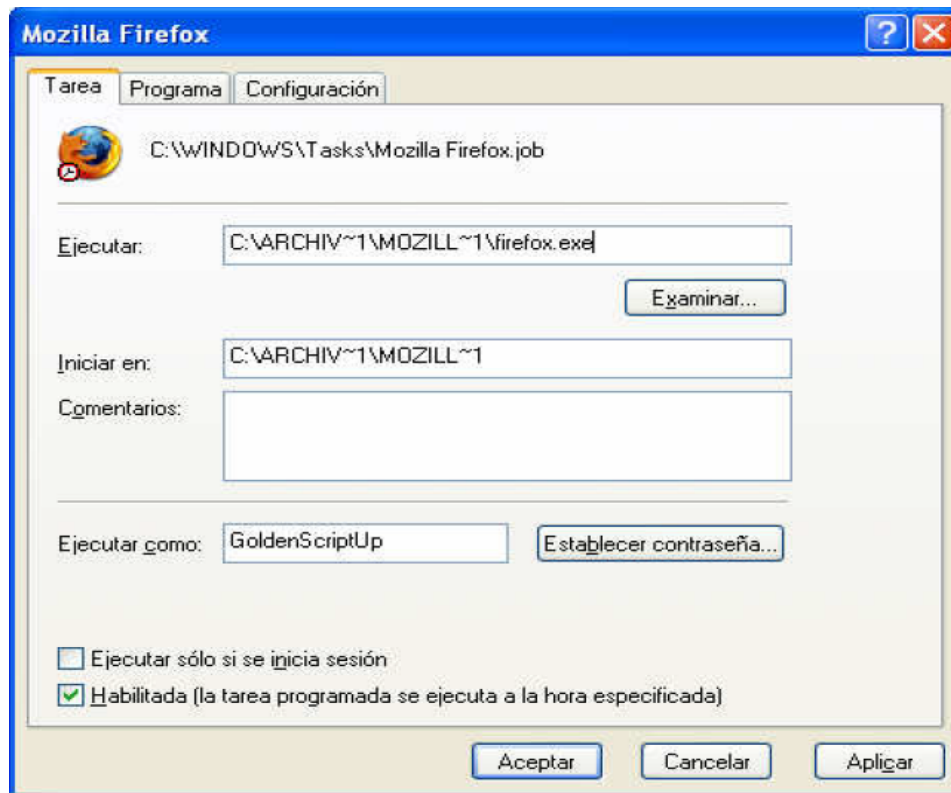 Mozilla Firefox
Tarea Programa Configuración
C:\WINDOWS\Tasks\Mozilla Firefox.job
Ejecutar: C:\ARCHIV~1\MOZILL~1\firefox.exe
Examinar...
Iniciar en: C:\ARCHIV~1\MOZILL~1
Comentarios:
Ejecutar como: GoldenScriptUp Establecer contraseña...
Ejecutar sólo si se inicia sesión
Habilitada (la tarea programada se ejecuta a la hora especificada)
Aceptar Cancelar Aplicar